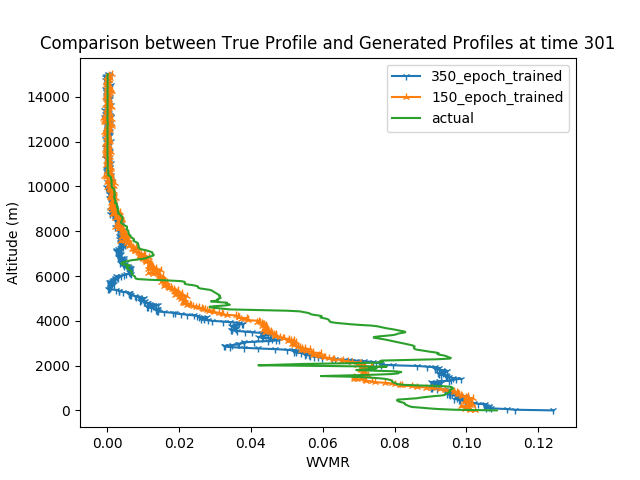 Comparison between True Profile and Generated Profiles at time 301
350_epoch_trained
150_epoch_trained
actual
Altitude (m)
14000
12000
10000
8000
6000
4000
2000
0
0.00 0.02 0.04 0.06 0.08 0.10 0.12
WVMR